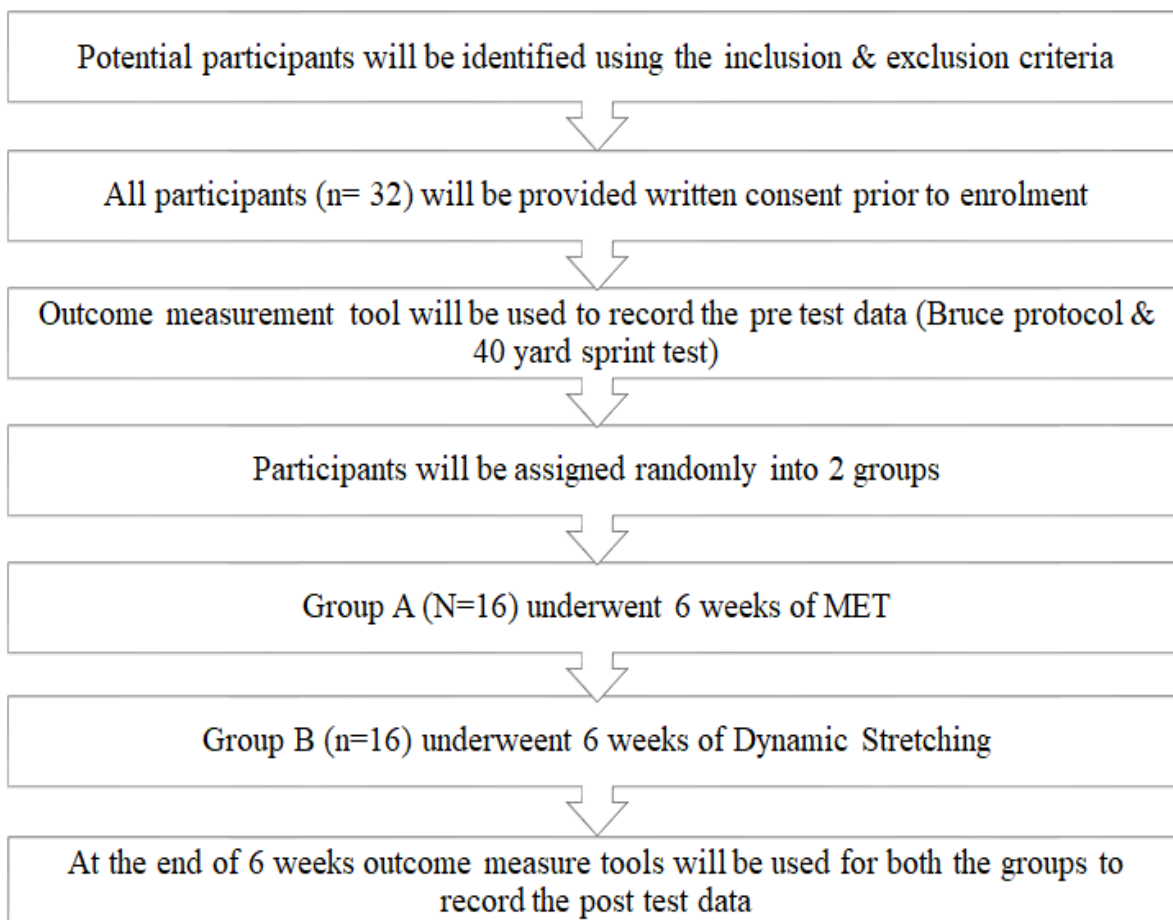 Potential participants will be identified using the inclusion & exclusion criteria
All participants (n= 32) will be provided written consent prior to enrolment
Outcome measurement tool will be used to record the pre test data (Bruce protocol &
40 yard sprint test)
Participants will be assigned randomly into 2 groups
Group A (N=16) underwent 6 weeks of MET
Group B (n=16) underweent 6 weeks of Dynamic Stretching
At the end of 6 weeks outcome measure tools will be used for both the groups to
record the post test data